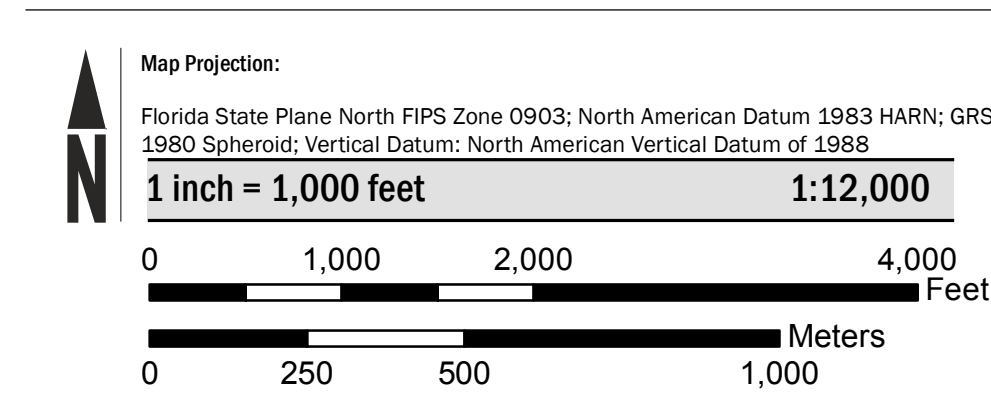 Map Projection:
Florida State Plane North FIPS Zone 0903; North American Datum 1983 HARN; GRS
1980 Spheroid; Vertical Datum: North American Vertical Datum of 1988
N
1 inch = 1,000 feet 1:12,000
0 1,000 2,000 4,000
Feet
Meters
0 250 500 1,000